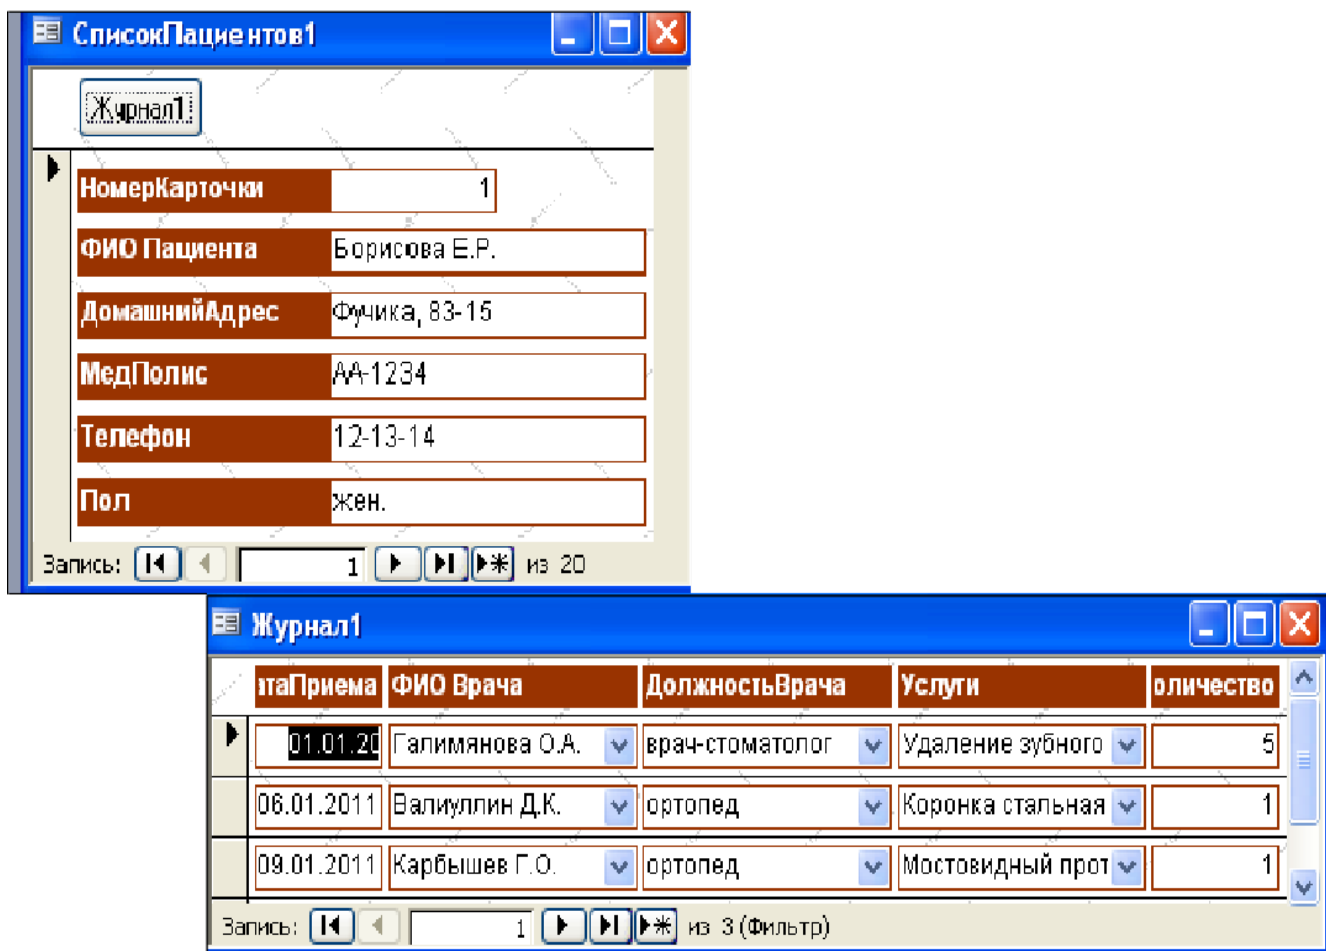 СписокПациентов1
Журнал1
НомерКарточки 1
ФИО Пациента Борисова Е.Р.
ДомашнийАдрес Фучика, 83-15
МедПолис АА-1234
Телефон 12-13-14
Пол жен.
Запись: 1 из 20
Журнал1
атаПриема ФИО Врача ДолжностьВрача Услуги оличество
01.01.20 Галимянова О.А. врач-стоматолог Удаление зубного 5
06.01.2011 Валиуллин Д.К. ортопед Коронка стальная 1
09.01.2011 Карбышев Г.О. ортопед Мостовидный прот 1
Запись: 1 из 3 (Фильтр)